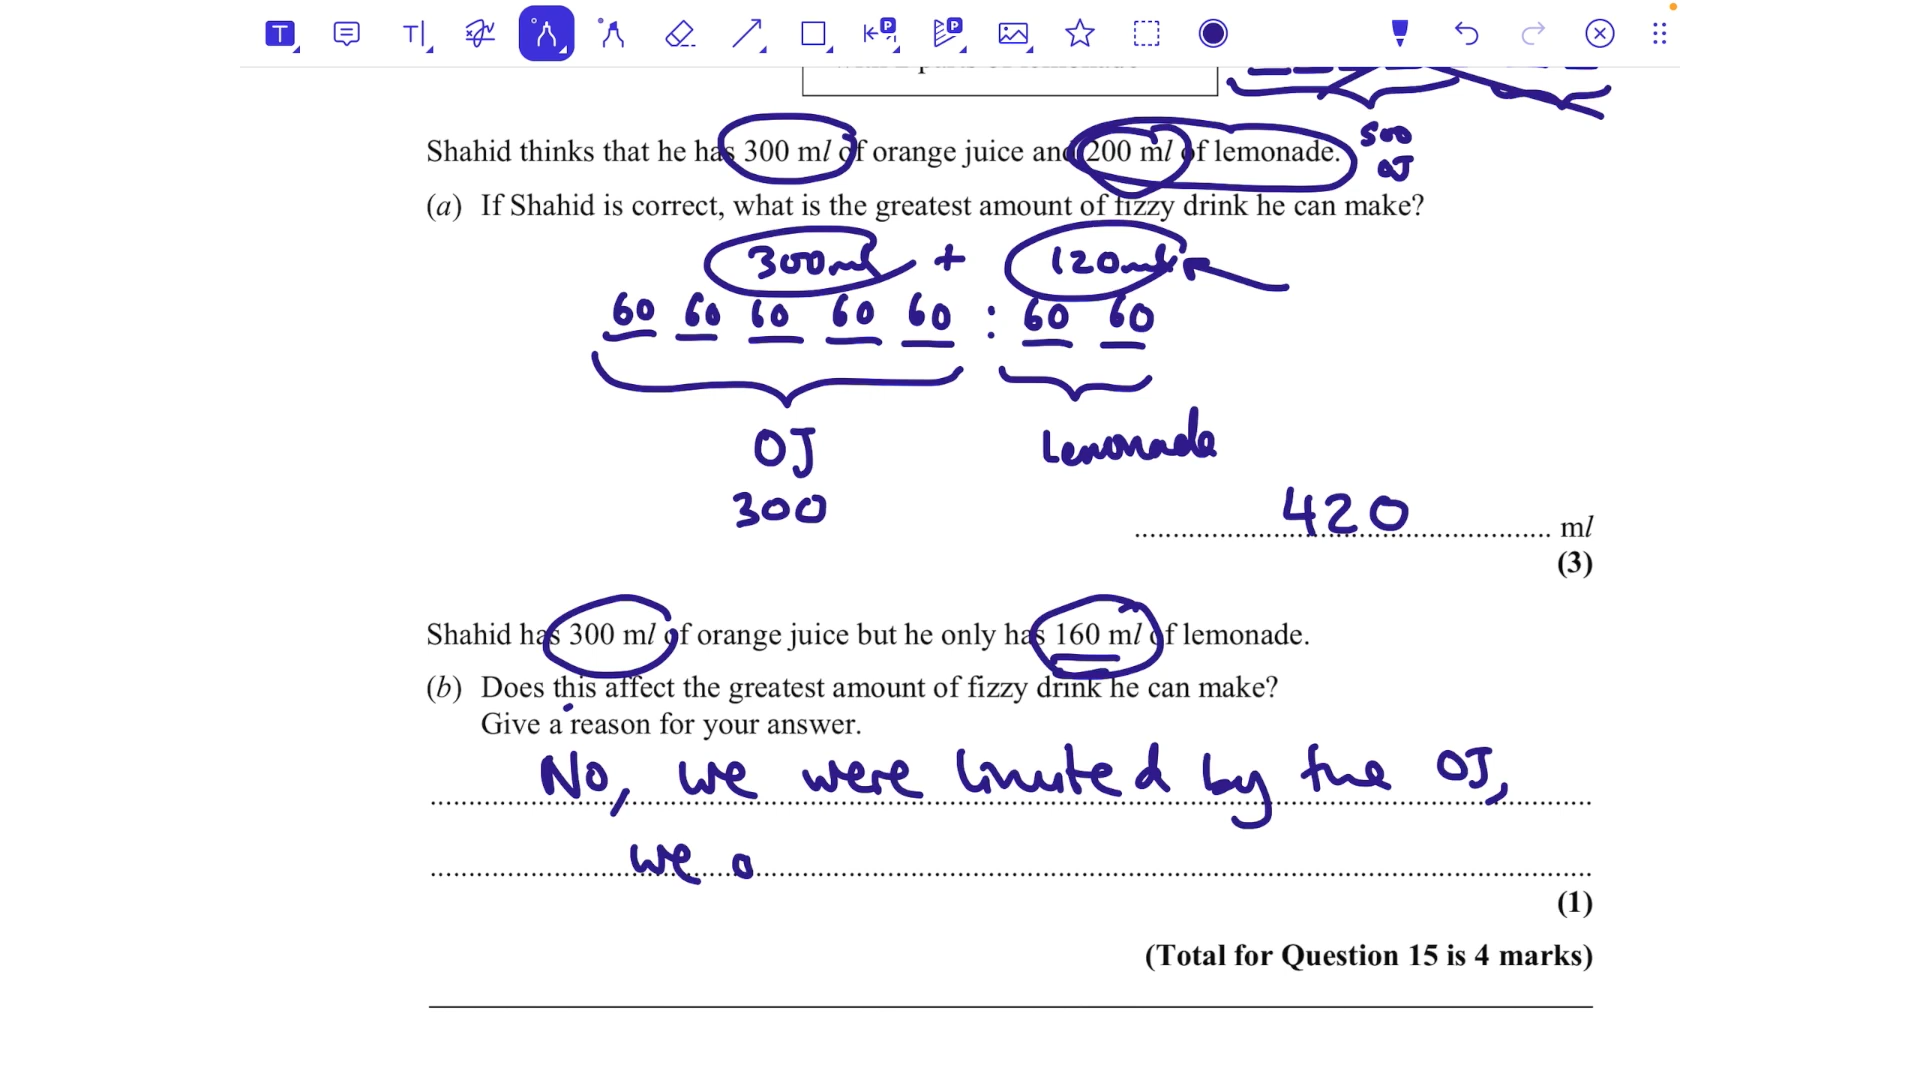 Shahid thinks that he has 300 ml of orange juice and 200 ml of lemonade.
500
OJ
(a) If Shahid is correct, what is the greatest amount of fizzy drink he can make?
300ml + 120ml
60 60 60 60 60 : 60 60
OJ Lemonade
300
420 ml
(3)
Shahid has 300 ml of orange juice but he only has 160 ml of lemonade.
(b) Does this affect the greatest amount of fizzy drink he can make?
Give a reason for your answer.
No, we were limited by the OJ,
we o
(1)
(Total for Question 15 is 4 marks)